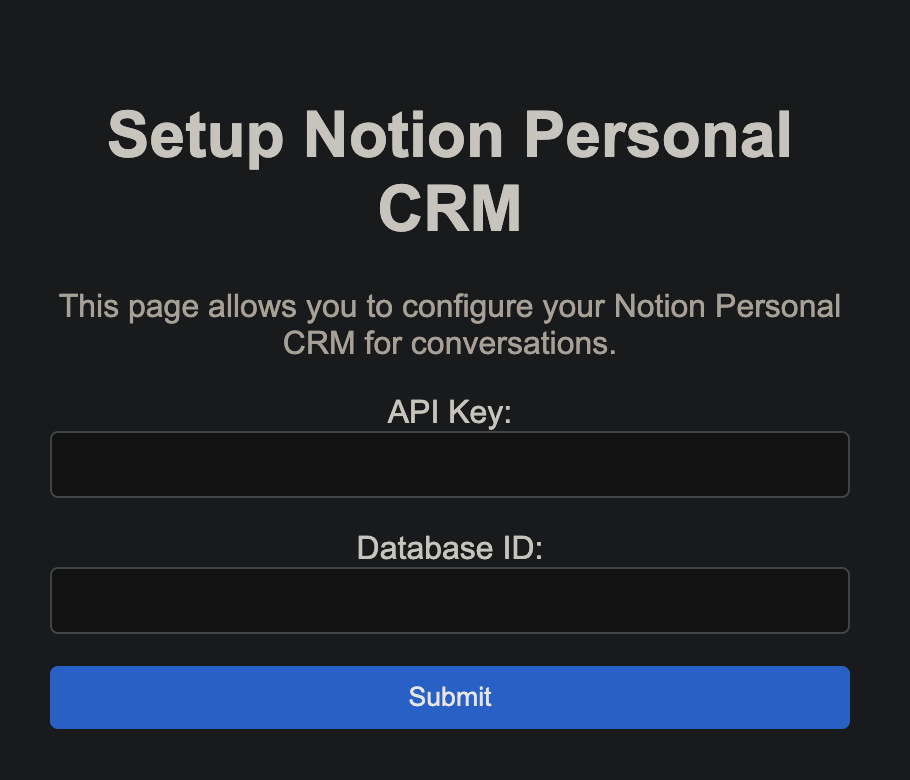 Setup Notion Personal
CRM
This page allows you to configure your Notion Personal
CRM for conversations.
API Key:
Database ID:
Submit